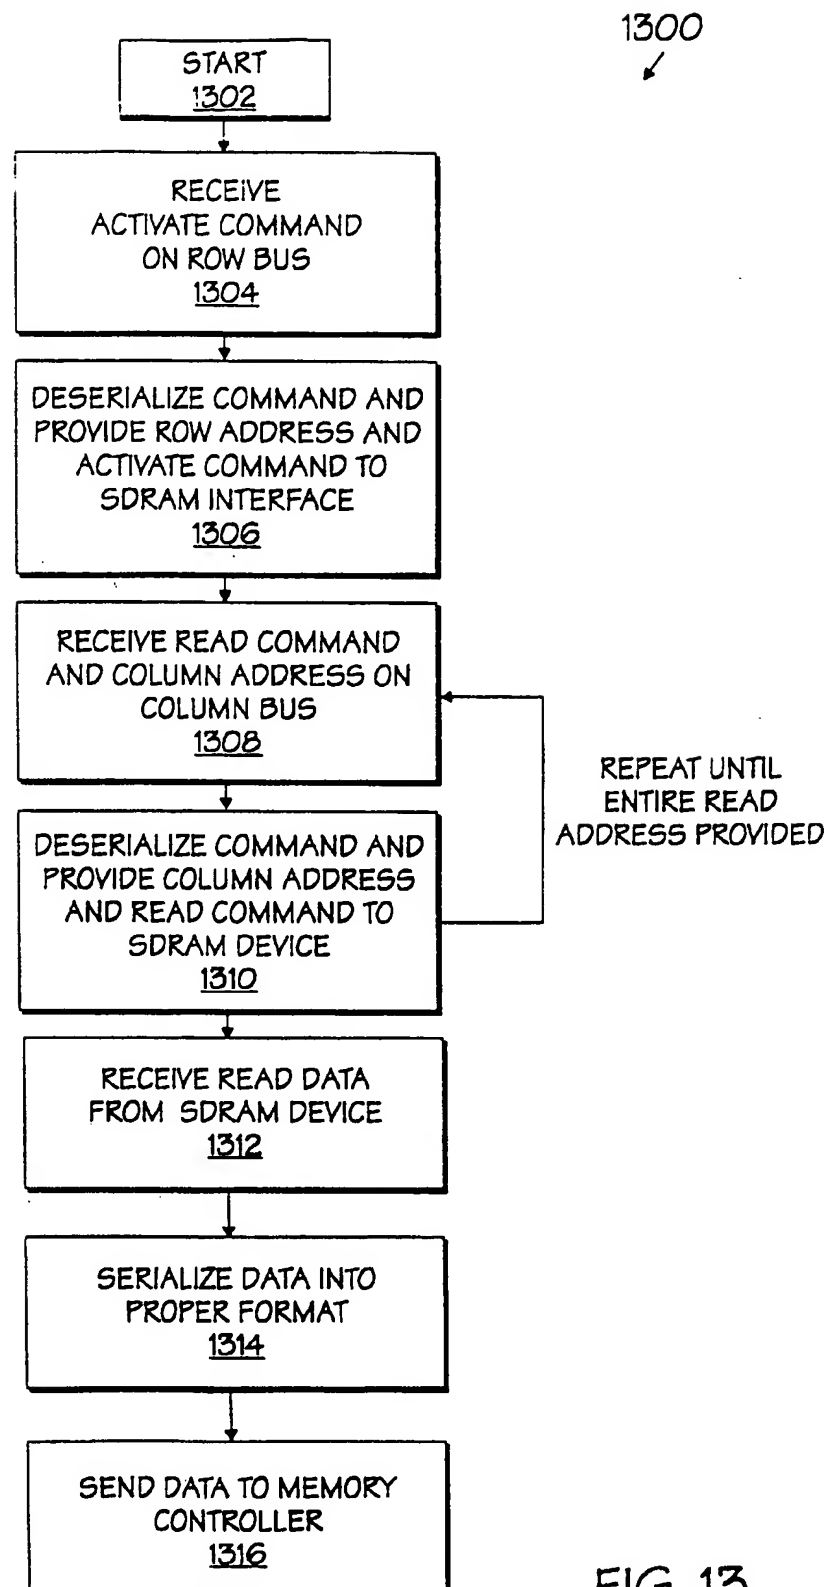 1300
START
1302
RECEIVE
ACTIVATE COMMAND
ON ROW BUS
1304
DESERIALIZE COMMAND AND
PROVIDE ROW ADDRESS AND
ACTIVATE COMMAND TO
SDRAM INTERFACE
1306
RECEIVE READ COMMAND
AND COLUMN ADDRESS ON
COLUMN BUS
1308
REPEAT UNTIL
ENTIRE READ
ADDRESS PROVIDED
DESERIALIZE COMMAND AND
PROVIDE COLUMN ADDRESS
AND READ COMMAND TO
SDRAM DEVICE
1310
RECEIVE READ DATA
FROM SDRAM DEVICE
1312
SERIALIZE DATA INTO
PROPER FORMAT
1314
SEND DATA TO MEMORY
CONTROLLER
1316
FIG. 13